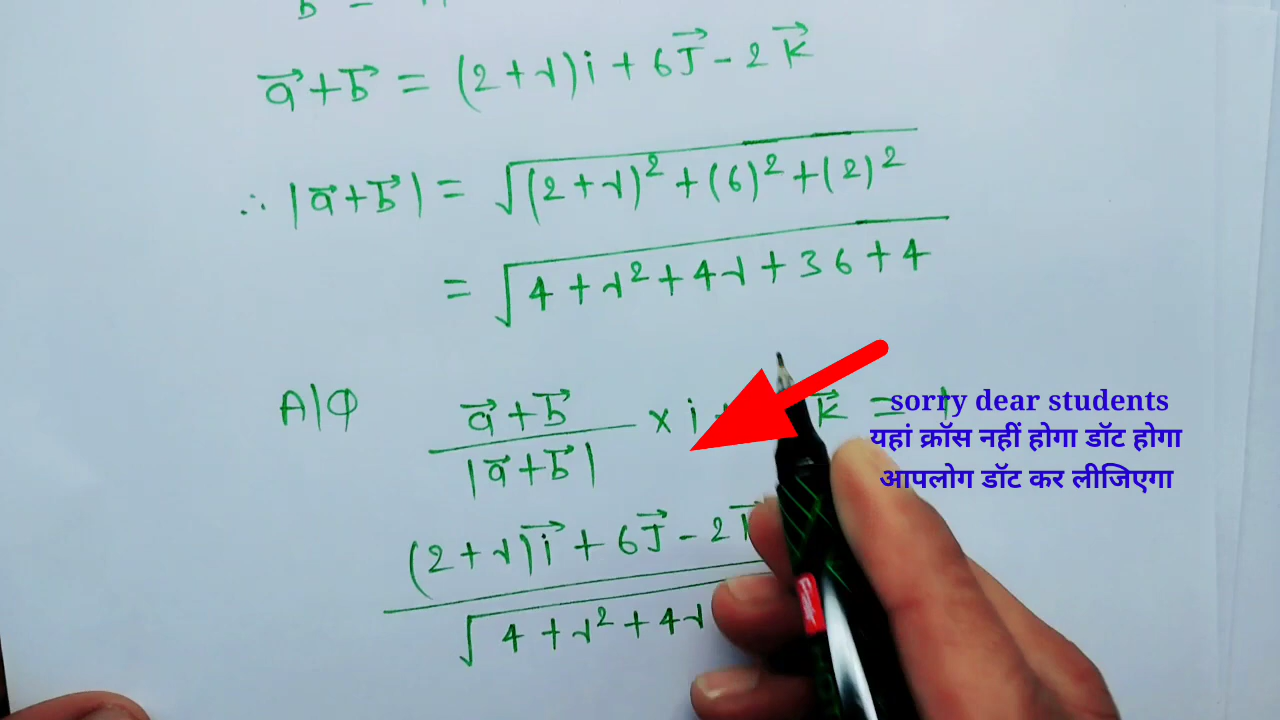 a⃗ + b⃗ = (2 + λ)i + 6J⃗ - 2K⃗
∴ |a⃗ + b⃗| = √(2 + λ)² + (6)² + (2)²
= √4 + λ² + 4λ + 36 + 4
A|Q a⃗ + b⃗ / |a⃗ + b⃗| × i + K⃗ = 1
sorry dear students
यहां क्रॉस नहीं होगा डॉट होगा
आपलोग डॉट कर लीजिएगा
(2 + λ)i⃗ + 6J⃗ - 2
√4 + λ² + 4λ